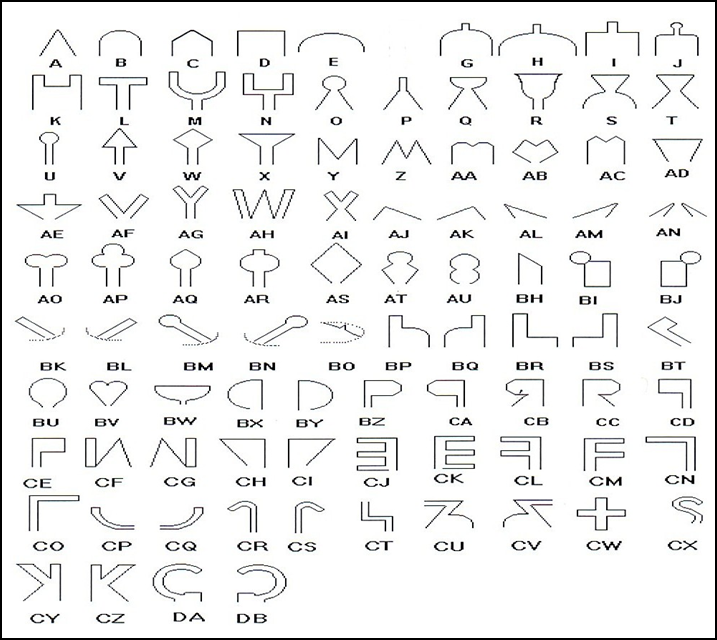 A B C D E G H I J
K L M N O P Q R S T
U V W X Y Z AA AB AC AD
AE AF AG AH AI AJ AK AL AM AN
AO AP AQ AR AS AT AU BH BI BJ
BK BL BM BN BO BP BQ BR BS BT
BU BV BW BX BY BZ CA CB CC CD
CE CF CG CH CI CJ CK CL CM CN
CO CP CQ CR CS CT CU CV CW CX
CY CZ DA DB